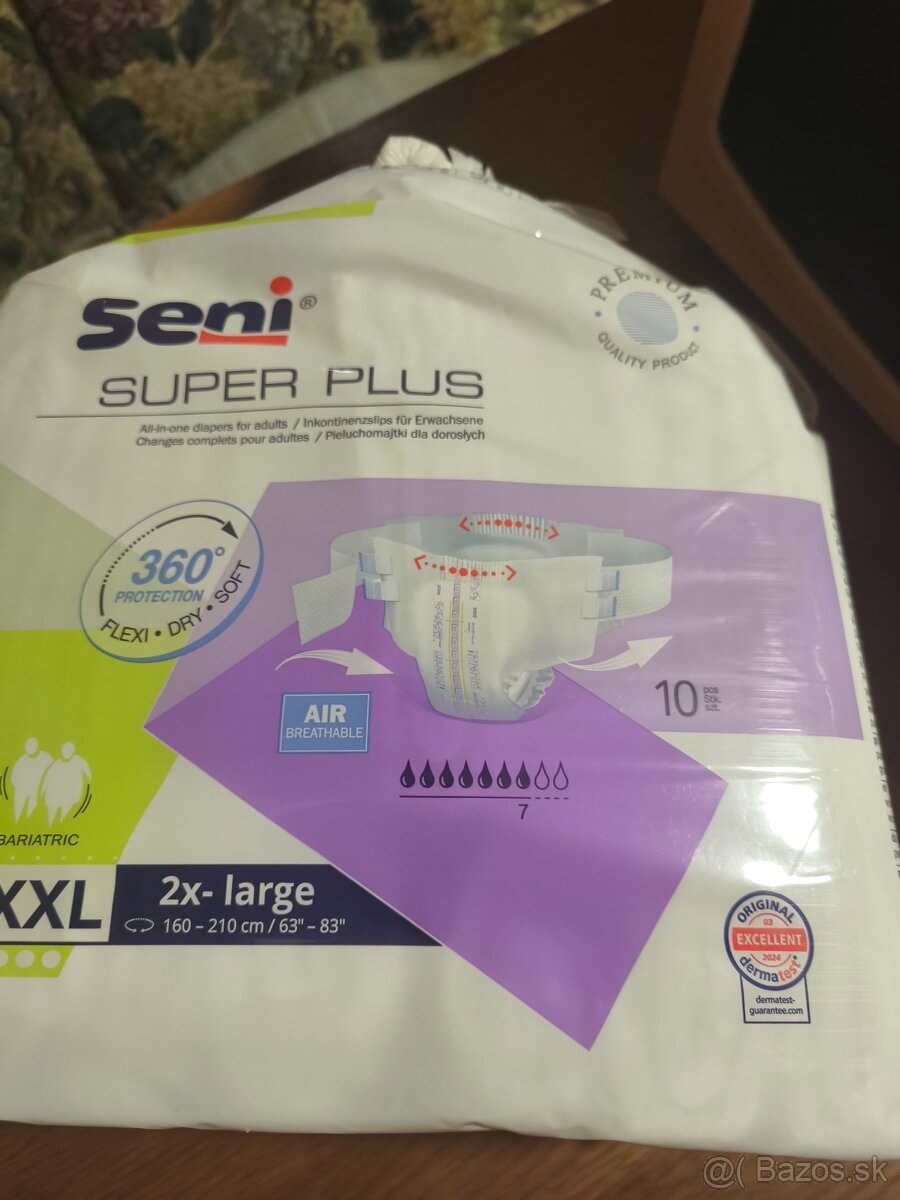 seni®
SUPER PLUS
All-in-one diapers for adults / Inkontinenzslips für Erwachsene
Changes complets pour adultes / Pieluchomajtki dla dorosłych
PREMIUM
QUALITY PRODUCT
360°
PROTECTION
FLEXI • DRY • SOFT
AIR
BREATHABLE
10 pcs
Stk.
szt.
7
BARIATRIC
XXL
2x- large
160 – 210 cm / 63" – 83"
ORIGINAL
03
EXCELLENT
2024
dermatest®
dermatest-
guarantee.com
@( Bazos.sk